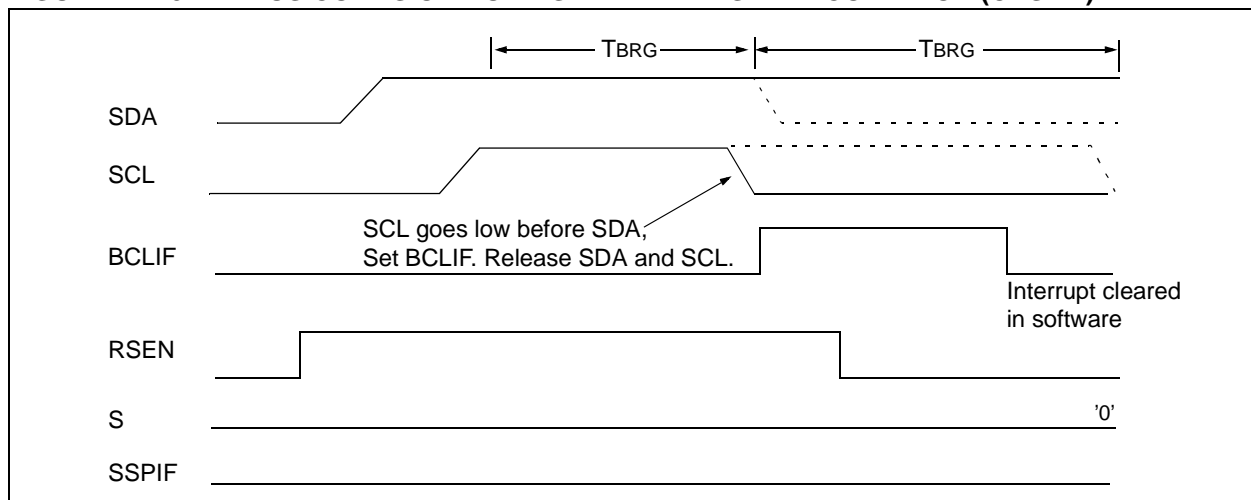 TBRG TBRG
SDA
SCL
SCL goes low before SDA,
Set BCLIF. Release SDA and SCL.
BCLIF
Interrupt cleared
in software
RSEN
S '0'
SSPIF